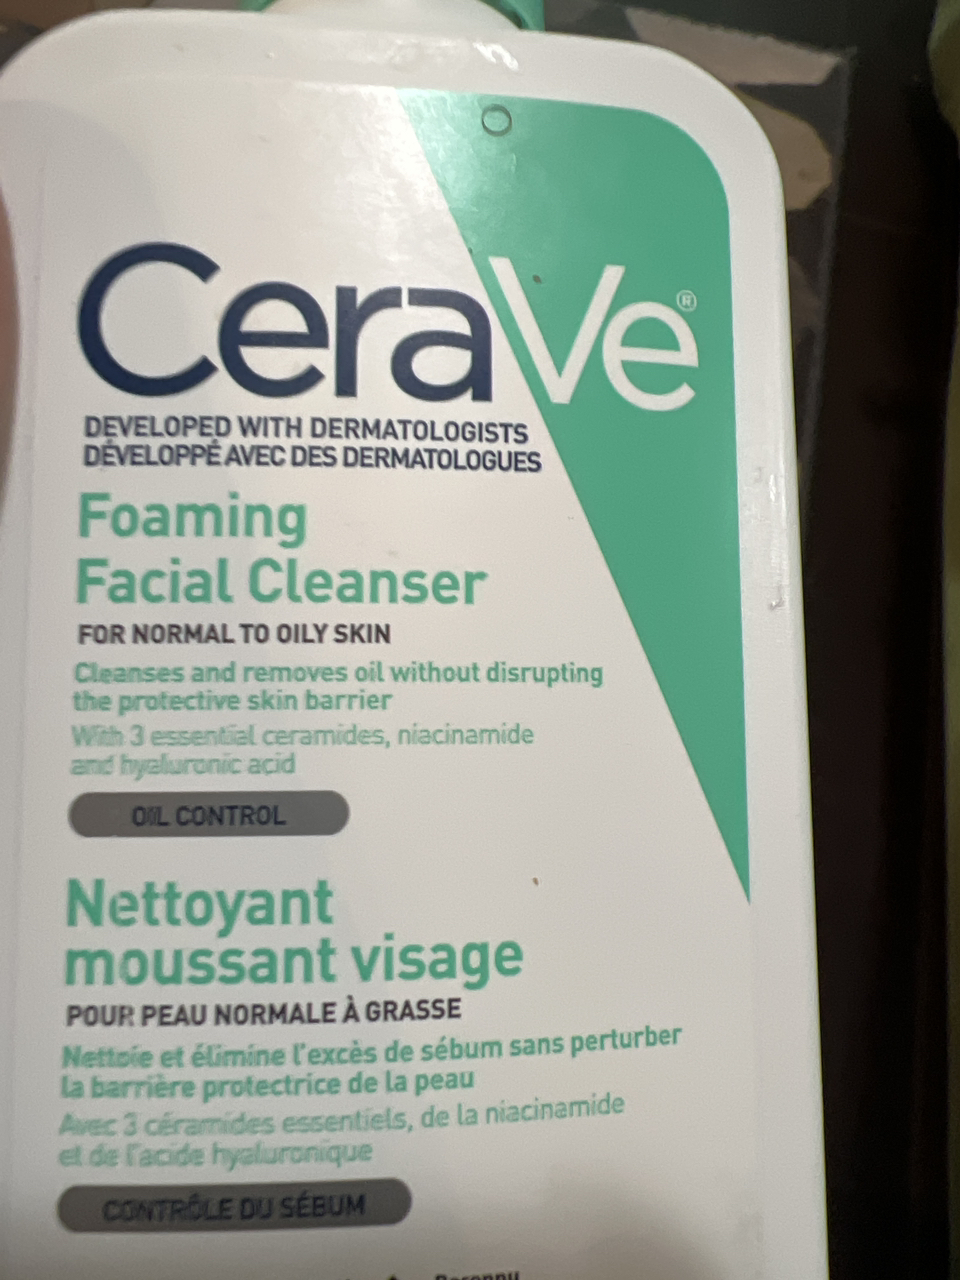 CeraVe®
DEVELOPED WITH DERMATOLOGISTS
DÉVELOPPÉ AVEC DES DERMATOLOGUES
Foaming
Facial Cleanser
FOR NORMAL TO OILY SKIN
Cleanses and removes oil without disrupting
the protective skin barrier
With 3 essential ceramides, niacinamide
and hyaluronic acid
OIL CONTROL
Nettoyant
moussant visage
POUR PEAU NORMALE À GRASSE
Nettoie et élimine l'excès de sébum sans perturber
la barrière protectrice de la peau
Avec 3 céramides essentiels, de la niacinamide
et de l'acide hyaluronique
CONTRÔLE DU SÉBUM